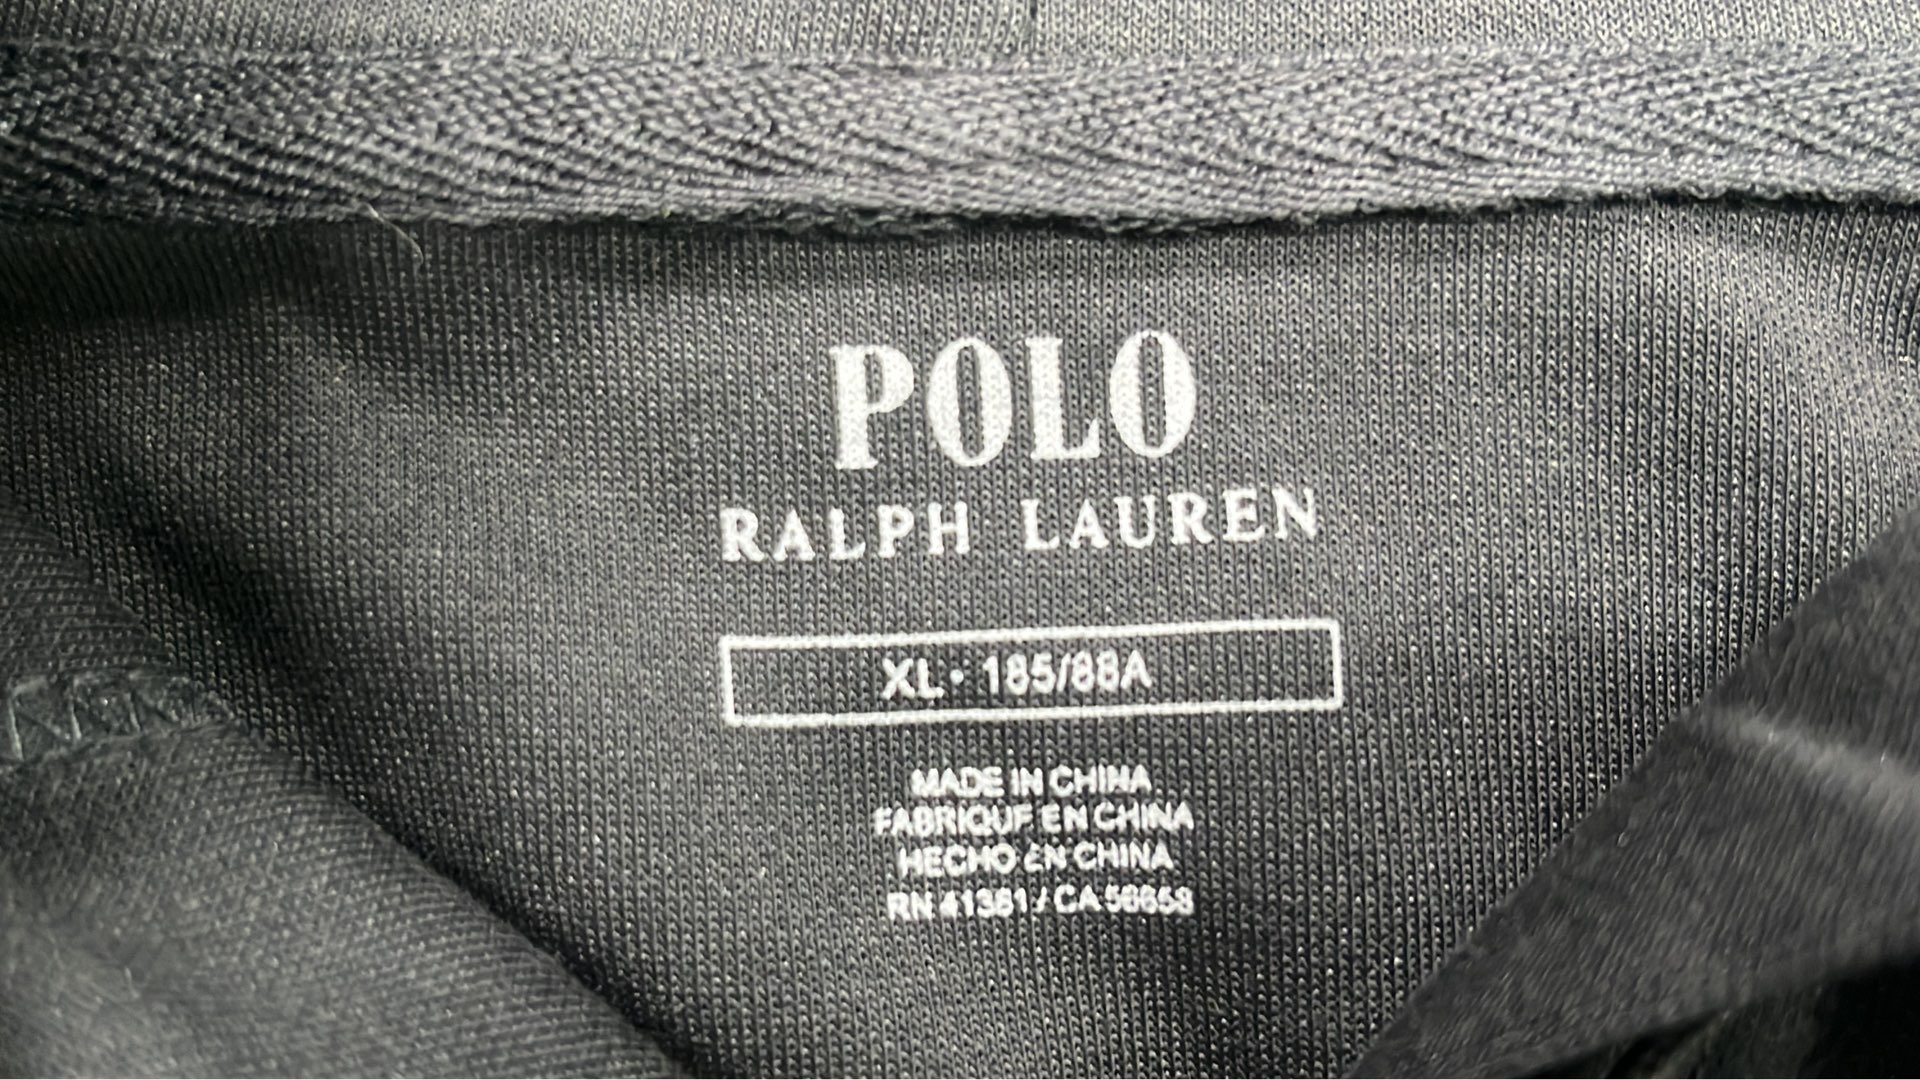 POLO
RALPH LAUREN
XL · 185/88A
MADE IN CHINA
FABRIQUE EN CHINA
HECHO EN CHINA
RN 41381 / CA 56658